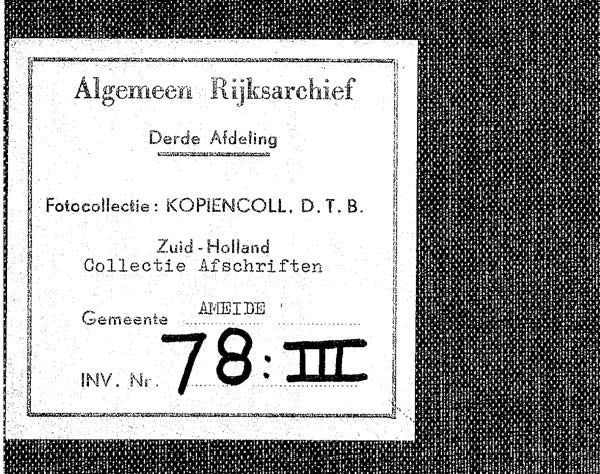 Algemeen Rijksarchief
Derde Afdeling
Fotocollectie: KOPIENCOLL. D.T.B.
Zuid-Holland
Collectie Afschriften
Gemeente AMEIDE
INV. Nr. 78:III